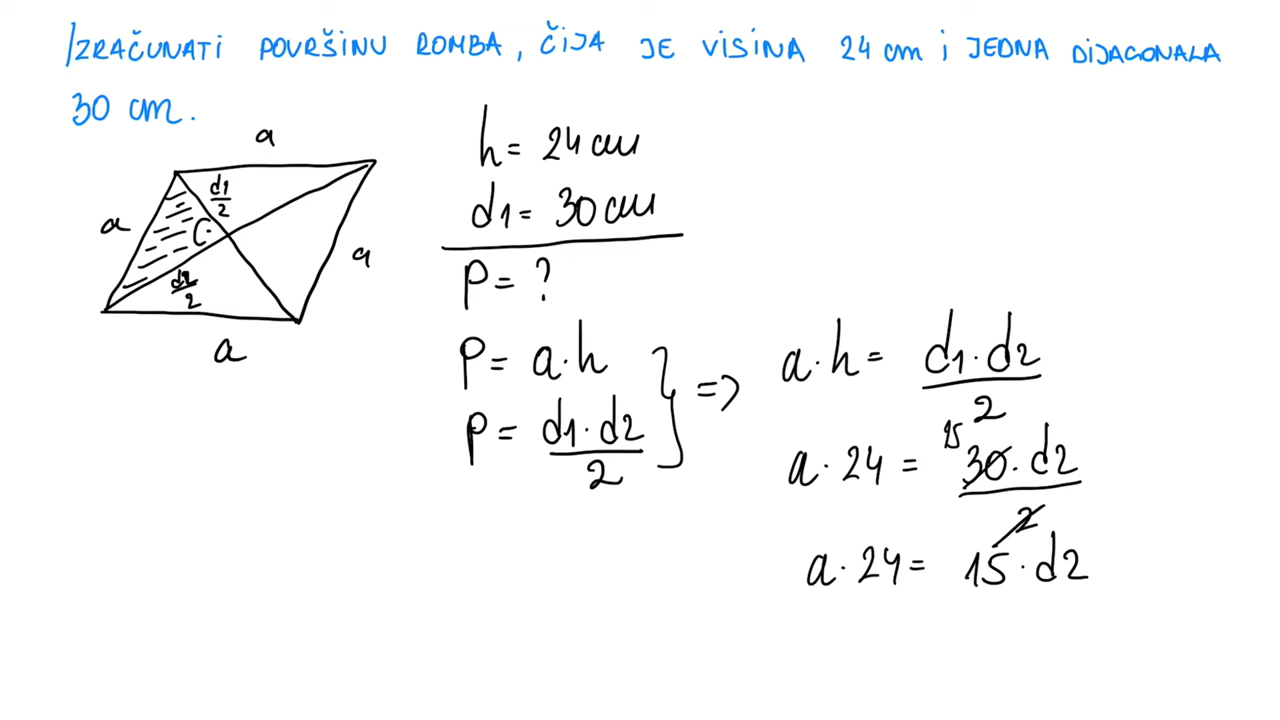 IZRAČUNATI POVRŠINU ROMBA, ČIJA JE VISINA 24 cm i JEDNA DIJAGONALA
30 cm.
a
a
d1/2
d2/2
a
a
h = 24 cm
d1 = 30 cm
P = ?
P = a·h
P = d1·d2/2
=>
a·h = d1·d2/2
a·24 = 30·d2/2
15
a·24 = 15·d2